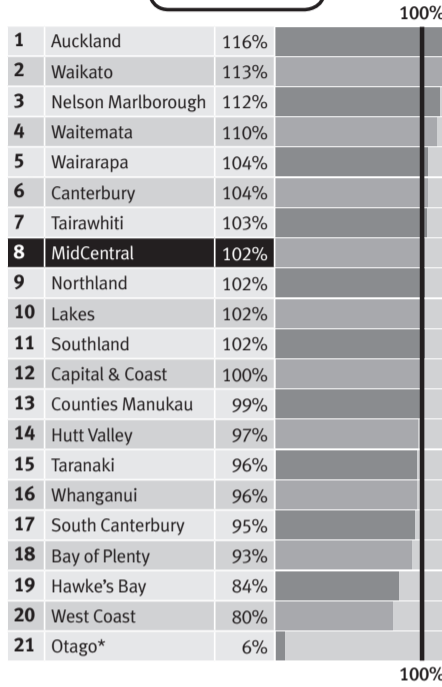 100%
1 Auckland 116%
2 Waikato 113%
3 Nelson Marlborough 112%
4 Waitemata 110%
5 Wairarapa 104%
6 Canterbury 104%
7 Tairawhiti 103%
8 MidCentral 102%
9 Northland 102%
10 Lakes 102%
11 Southland 102%
12 Capital & Coast 100%
13 Counties Manukau 99%
14 Hutt Valley 97%
15 Taranaki 96%
16 Whanganui 96%
17 South Canterbury 95%
18 Bay of Plenty 93%
19 Hawke's Bay 84%
20 West Coast 80%
21 Otago* 6%
100%